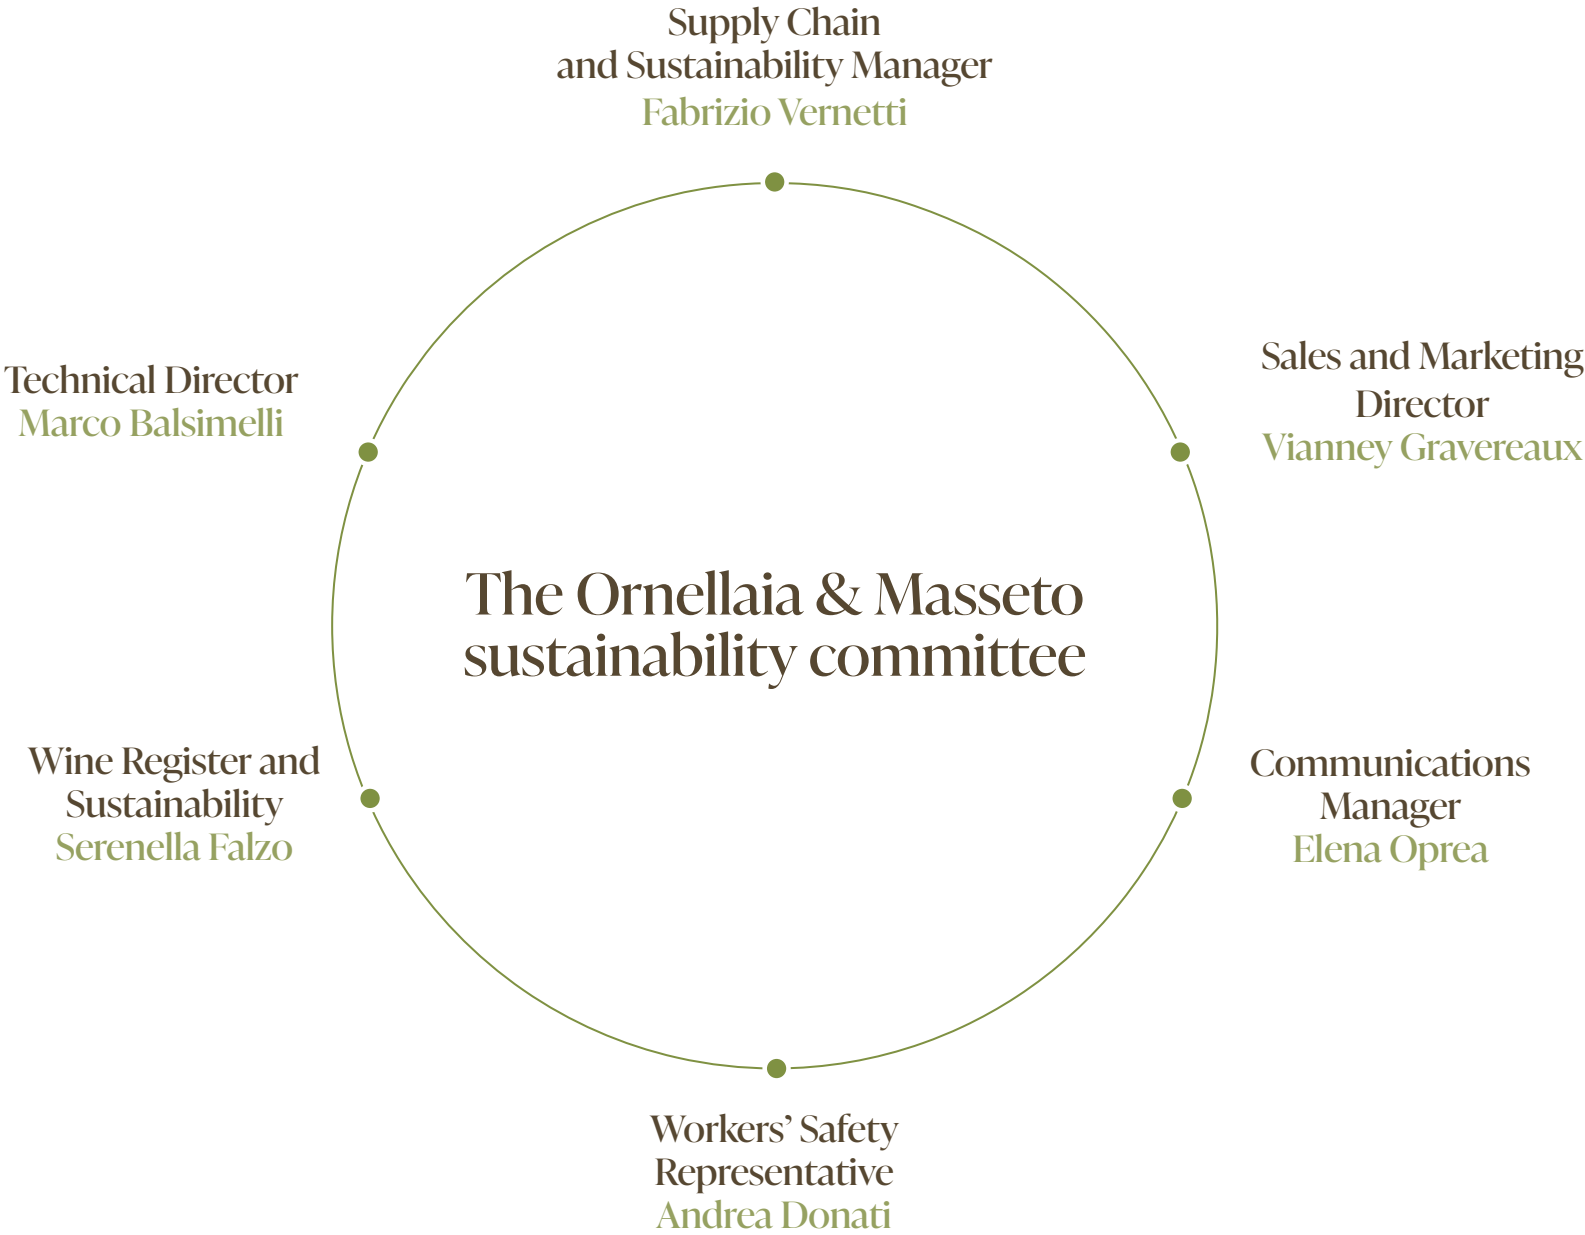 Supply Chain
and Sustainability Manager
Fabrizio Vernetti
Sales and Marketing
Director
Vianney Gravereaux
Technical Director
Marco Balsimelli
The Ornellaia & Masseto
sustainability committee
Wine Register and
Sustainability
Serenella Falzo
Communications
Manager
Elena Oprea
Workers’ Safety
Representative
Andrea Donati